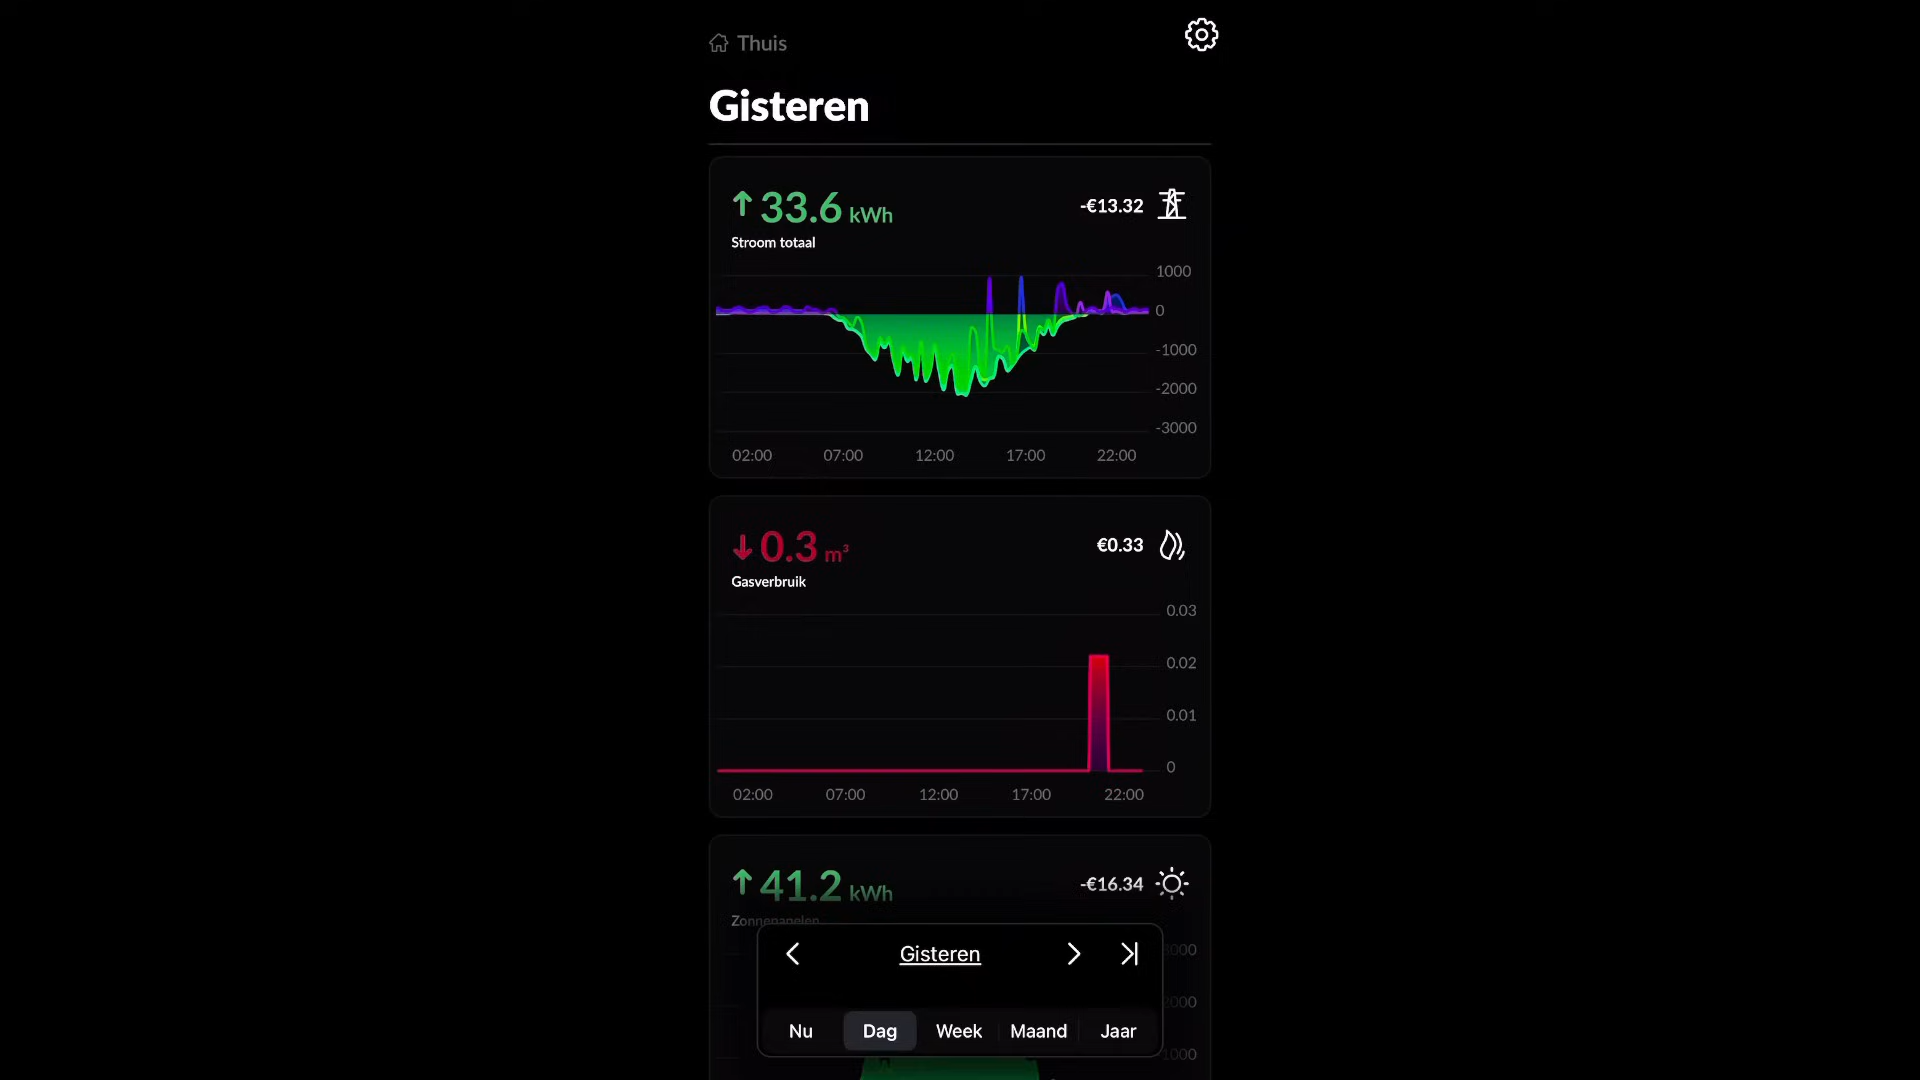 Thuis
Gisteren
33.6 kWh
-€13.32
Stroom totaal
1000
0
-1000
-2000
-3000
02:00 07:00 12:00 17:00 22:00
0.3 m³
€0.33
Gasverbruik
0.03
0.02
0.01
0
02:00 07:00 12:00 17:00 22:00
41.2 kWh
-€16.34
Zonnepanelen
Gisteren
Nu Dag Week Maand Jaar